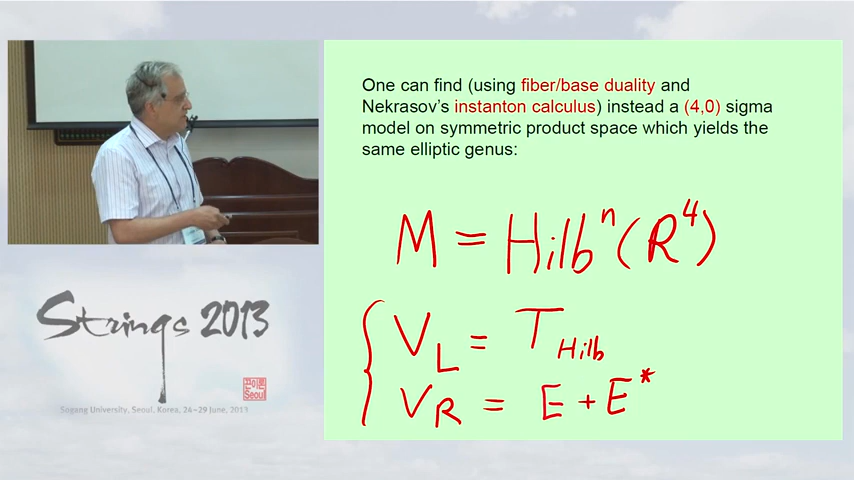 One can find (using fiber/base duality and
Nekrasov's instanton calculus) instead a (4,0) sigma
model on symmetric product space which yields the
same elliptic genus:
M = Hilbⁿ(R⁴)
V_L = T_Hilb
V_R = E + E*
Strings 2013
Seoul
Sogang University, Seoul, Korea, 24-29 June, 2013